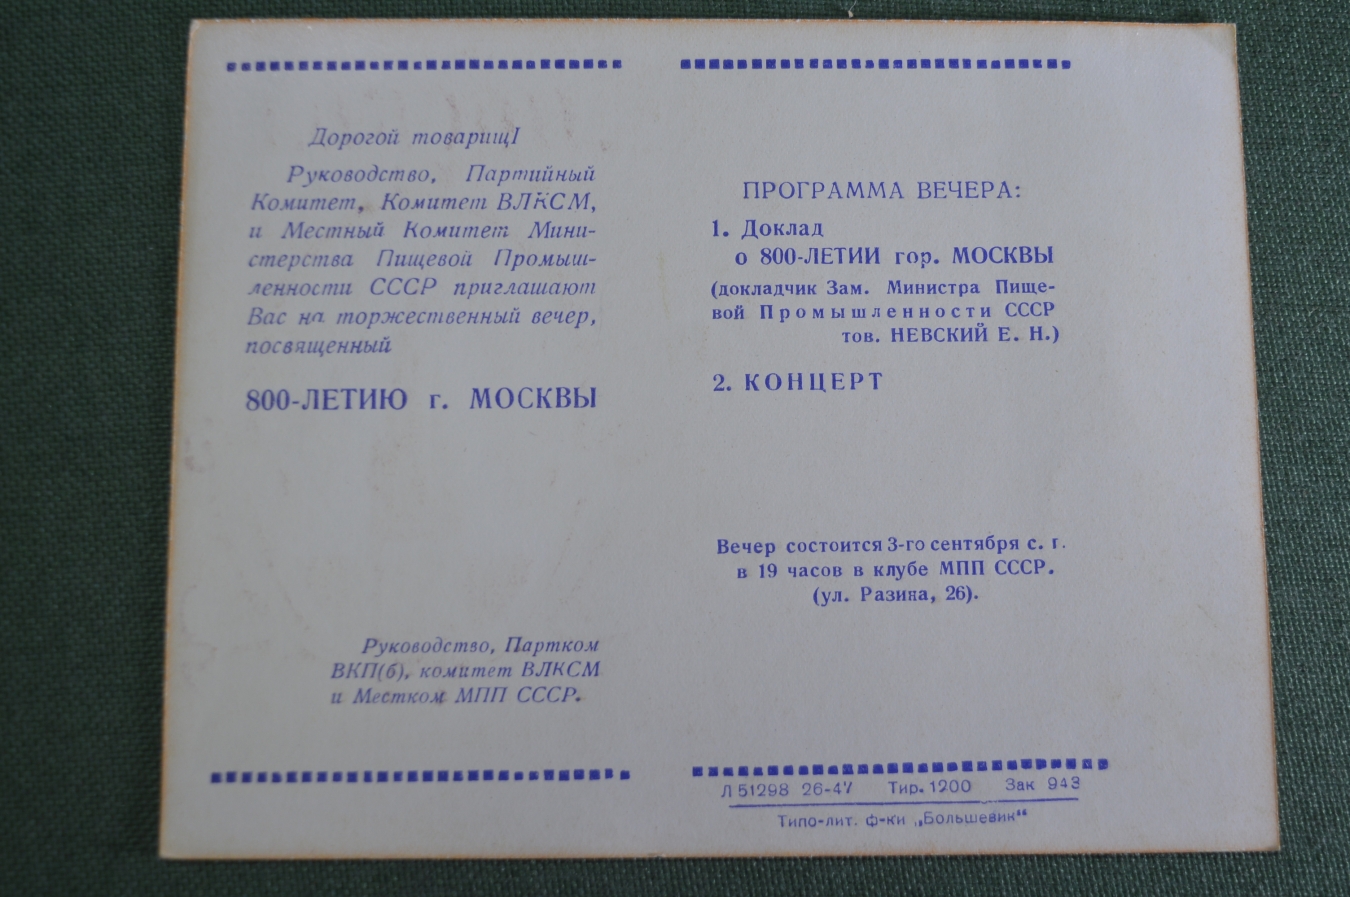 Дорогой товарищ!
Руководство, Партийный
Комитет, Комитет ВЛКСМ,
и Местный Комитет Мини-
стерства Пищевой Промыш-
ленности СССР приглашают
Вас на торжественный вечер,
посвященный
800-ЛЕТИЮ г. МОСКВЫ
Руководство, Партком
ВКП(б), комитет ВЛКСМ
и Местком МПП СССР.
ПРОГРАММА ВЕЧЕРА:
1. Доклад
о 800-ЛЕТИИ гор. МОСКВЫ
(докладчик Зам. Министра Пище-
вой Промышленности СССР
тов. НЕВСКИЙ Е. Н.)
2. КОНЦЕРТ
Вечер состоится 3-го сентября с. г.
в 19 часов в клубе МПП СССР.
(ул. Разина, 26).
Л 51298 26-47 Тир. 1200 Зак 943
Типо-лит. ф-ки „Большевик"